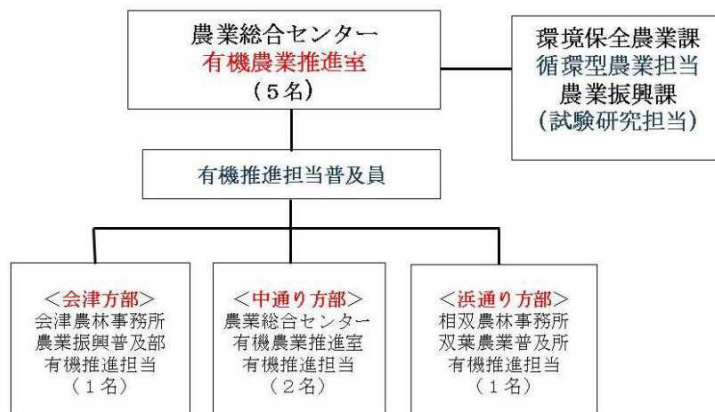 農業総合センター
有機農業推進室
（５名）
環境保全農業課
循環型農業担当
農業振興課
(試験研究担当)
有機推進担当普及員
＜会津方部＞
会津農林事務所
農業振興普及部
有機推進担当
（１名）
＜中通り方部＞
農業総合センター
有機農業推進室
有機推進担当
（２名）
＜浜通り方部＞
相双農林事務所
双葉農業普及所
有機推進担当
（１名）